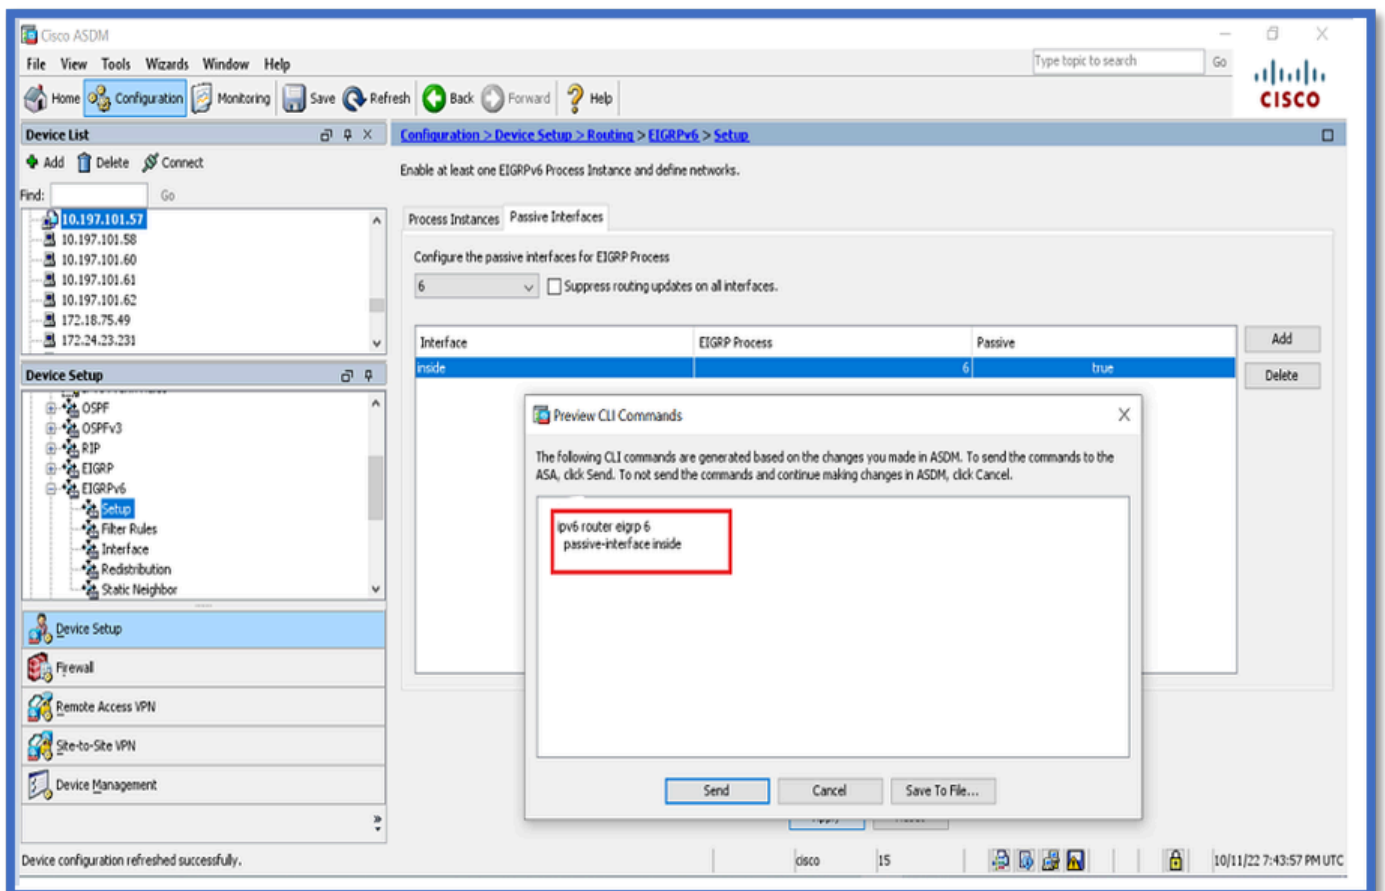 Cisco ASDM
File View Tools Wizards Window Help
Type topic to search Go
CISCO
Home Configuration Monitoring Save Refresh Back Forward Help
Device List
Add Delete Connect
Find: Go
10.197.101.57
10.197.101.58
10.197.101.60
10.197.101.61
10.197.101.62
172.18.75.49
172.24.23.231
Device Setup
OSPF
OSPFv3
RIP
EIGRP
EIGRPv6
Setup
Filter Rules
Interface
Redistribution
Static Neighbor
Device Setup
Firewall
Remote Access VPN
Site-to-Site VPN
Device Management
Configuration > Device Setup > Routing > EIGRPv6 > Setup
Enable at least one EIGRPv6 Process Instance and define networks.
Process Instances Passive Interfaces
Configure the passive interfaces for EIGRP Process
6 Suppress routing updates on all interfaces.
Interface EIGRP Process Passive
inside 6 true
Add
Delete
Preview CLI Commands
The following CLI commands are generated based on the changes you made in ASDM. To send the commands to the
ASA, click Send. To not send the commands and continue making changes in ASDM, click Cancel.
ipv6 router eigrp 6
passive-interface inside
Send Cancel Save To File...
Device configuration refreshed successfully.
cisco 15 10/11/22 7:43:57 PM UTC